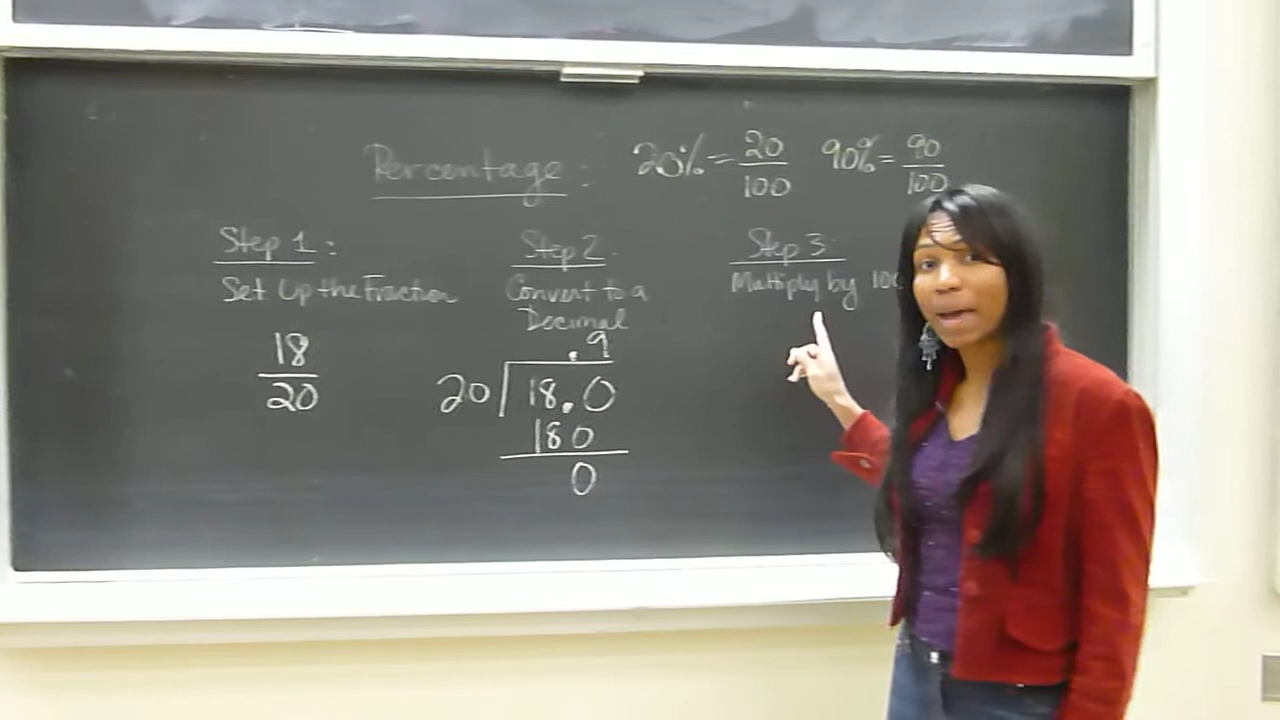 Percentage: 20% = 20/100 90% = 90/100
Step 1:
Set Up the Fraction
18
20
Step 2:
Convert to a
Decimal
.9
20 18.0
180
0
Step 3:
Multiply by